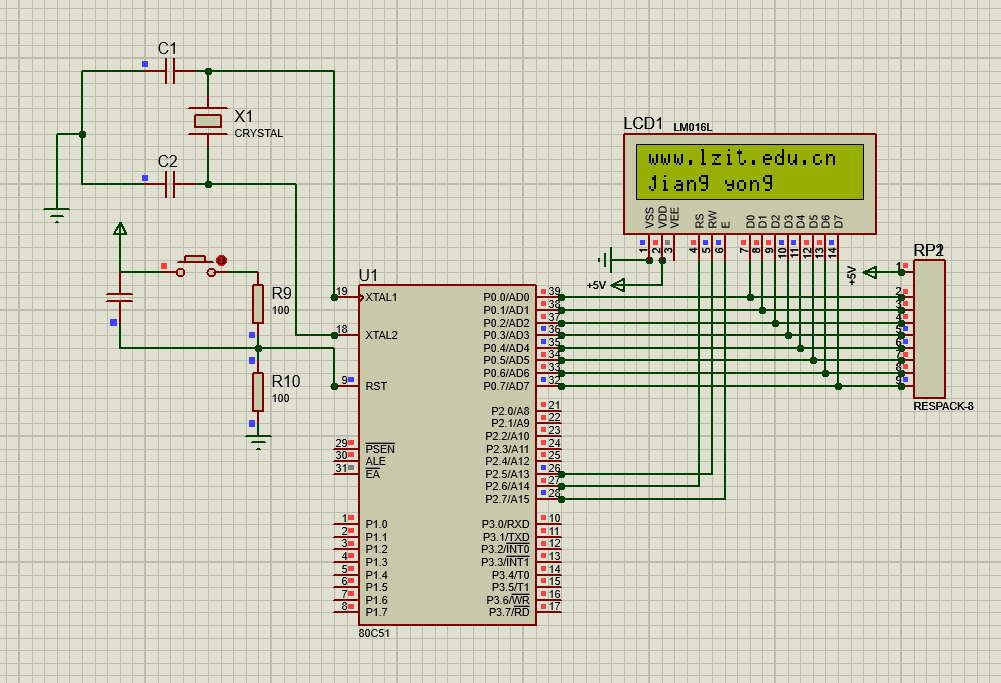 C1
X1
CRYSTAL
C2
LCD1
LM016L
www.lzit.edu.cn
Jiang yong
VSS
VDD
VEE
RS
RW
E
D0
D1
D2
D3
D4
D5
D6
D7
1
2
3
4
5
6
7
8
9
10
11
12
13
14
+5V
+5V
1
2
3
4
5
6
7
8
9
RESPACK-8
R9
100
R10
100
U1
19 XTAL1
18 XTAL2
9 RST
29 PSEN
30 ALE
31 EA
1 P1.0
2 P1.1
3 P1.2
4 P1.3
5 P1.4
6 P1.5
7 P1.6
8 P1.7
P0.0/AD0 39
P0.1/AD1 38
P0.2/AD2 37
P0.3/AD3 36
P0.4/AD4 35
P0.5/AD5 34
P0.6/AD6 33
P0.7/AD7 32
P2.0/A8 21
P2.1/A9 22
P2.2/A10 23
P2.3/A11 24
P2.4/A12 25
P2.5/A13 26
P2.6/A14 27
P2.7/A15 28
P3.0/RXD 10
P3.1/TXD 11
P3.2/INT0 12
P3.3/INT1 13
P3.4/T0 14
P3.5/T1 15
P3.6/WR 16
P3.7/RD 17
80C51